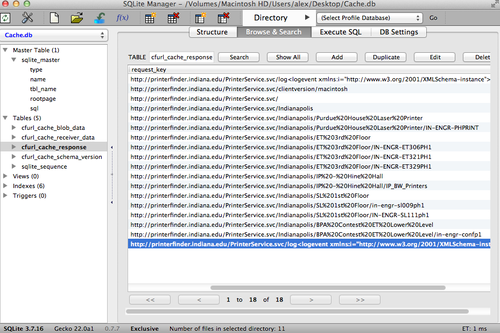 SQLite Manager - /Volumes/Macintosh HD/Users/alex/Desktop/Cache.db
f(x)
Directory
(Select Profile Database)
Go
Cache.db
Structure
Browse & Search
Execute SQL
DB Settings
Master Table (1)
sqlite_master
type
name
tbl_name
rootpage
sql
Tables (5)
cfurl_cache_blob_data
cfurl_cache_receiver_data
cfurl_cache_response
cfurl_cache_schema_version
sqlite_sequence
Views (0)
Indexes (6)
Triggers (0)
TABLE cfurl_cache_response Search Show All Add Duplicate Edit Delet
request_key
http://printerfinder.indiana.edu/PrinterService.svc/log<logevent xmlns:i="http://www.w3.org/2001/XMLSchema-instance">
http://printerfinder.indiana.edu/PrinterService.svc/clientversion/macintosh
http://printerfinder.indiana.edu/PrinterService.svc/
http://printerfinder.indiana.edu/PrinterService.svc/Indianapolis
http://printerfinder.indiana.edu/PrinterService.svc/Indianapolis/Purdue%20House%20Laser%20Printer
http://printerfinder.indiana.edu/PrinterService.svc/Indianapolis/Purdue%20House%20Laser%20Printer/IN-ENGR-PHPRINT
http://printerfinder.indiana.edu/PrinterService.svc/Indianapolis/ET%203rd%20Floor
http://printerfinder.indiana.edu/PrinterService.svc/Indianapolis/ET%203rd%20Floor/IN-ENGR-ET306PH1
http://printerfinder.indiana.edu/PrinterService.svc/Indianapolis/ET%203rd%20Floor/IN-ENGR-ET321PH1
http://printerfinder.indiana.edu/PrinterService.svc/Indianapolis/ET%203rd%20Floor/IN-ENGR-ET329PH1
http://printerfinder.indiana.edu/PrinterService.svc/Indianapolis/IP%20-%20Hine%20Hall
http://printerfinder.indiana.edu/PrinterService.svc/Indianapolis/IP%20-%20Hine%20Hall/IP_BW_Printers
http://printerfinder.indiana.edu/PrinterService.svc/Indianapolis/SL%201st%20Floor
http://printerfinder.indiana.edu/PrinterService.svc/Indianapolis/SL%201st%20Floor/in-engr-sl009ph1
http://printerfinder.indiana.edu/PrinterService.svc/Indianapolis/SL%201st%20Floor/IN-ENGR-SL111ph1
http://printerfinder.indiana.edu/PrinterService.svc/Indianapolis/BPA%20Contest%20ET%20Lower%20Level
http://printerfinder.indiana.edu/PrinterService.svc/Indianapolis/BPA%20Contest%20ET%20Lower%20Level/in-engr-confp1
http://printerfinder.indiana.edu/PrinterService.svc/log<logevent xmlns:i="http://www.w3.org/2001/XMLSchema-inst
<< < 1 to 18 of 18 > >>
SQLite 3.7.16 Gecko 22.0a1 0.7.7 Exclusive Number of files in selected directory: 11 ET: 1 ms